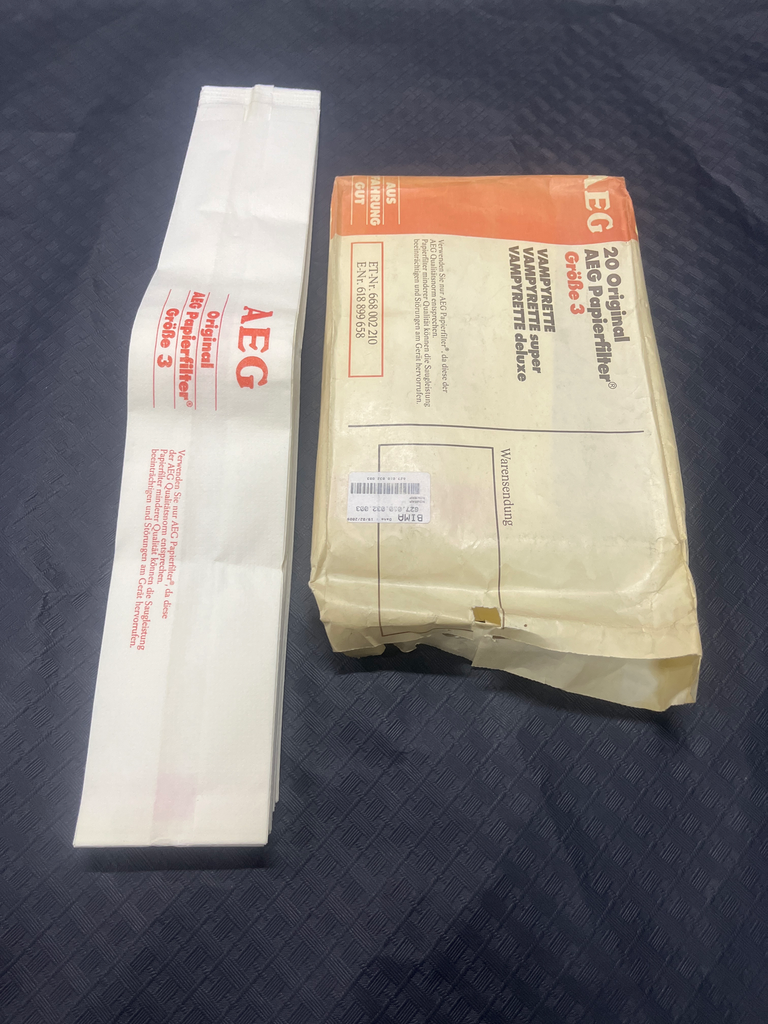 AEG
Original
AEG Papierfilter®
Größe 3
Verwenden Sie nur AEG Papierfilter®, da diese
der AEG Qualitätsnorm entsprechen.
Papierfilter minderer Qualität können die Saugleistung
beeinträchtigen und Störungen am Gerät hervorrufen.
AEG
20 Original
AEG Papierfilter®
Größe 3
VAMPYRETTE
VAMPYRETTE super
VAMPYRETTE deluxe
Verwenden Sie nur AEG Papierfilter®, da diese der
AEG Qualitätsnorm entsprechen.
Papierfilter minderer Qualität können die Saugleistung
beeinträchtigen und Störungen am Gerät hervorrufen.
ET-Nr. 668 002 210
E-Nr. 618 899 658
AUS
FAHRUNG
GUT
Warensendung
BIMA